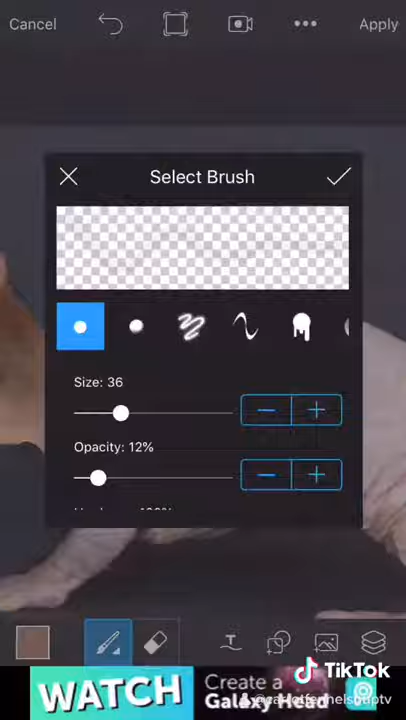 Cancel
Apply
Select Brush
Size: 36
Opacity: 12%
T
WATCH
Create a
Galaxy Head
TikTok